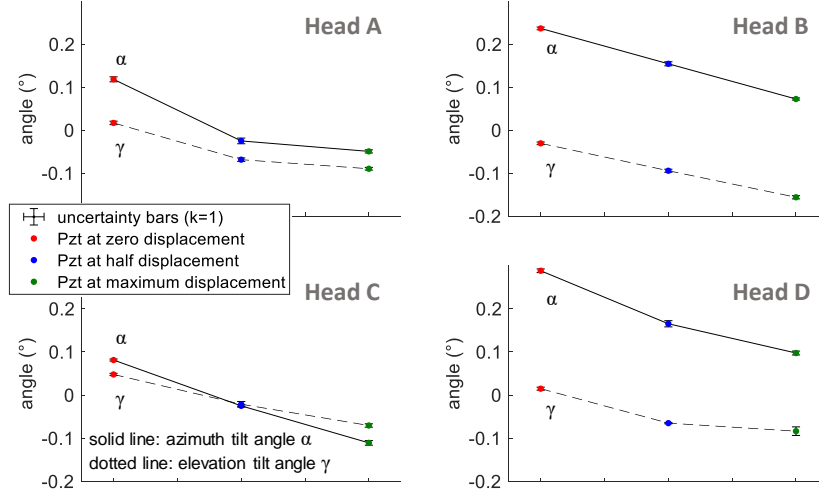 Head A
0.2
0.1
0
-0.1
angle (°)
α
γ
Head B
0.2
0.1
0
-0.1
-0.2
angle (°)
α
γ
uncertainty bars (k=1)
Pzt at zero displacement
Pzt at half displacement
Pzt at maximum displacement
Head C
0.2
0.1
0
-0.1
-0.2
angle (°)
α
γ
solid line: azimuth tilt angle α
dotted line: elevation tilt angle γ
Head D
0.2
0.1
0
-0.1
-0.2
angle (°)
α
γ